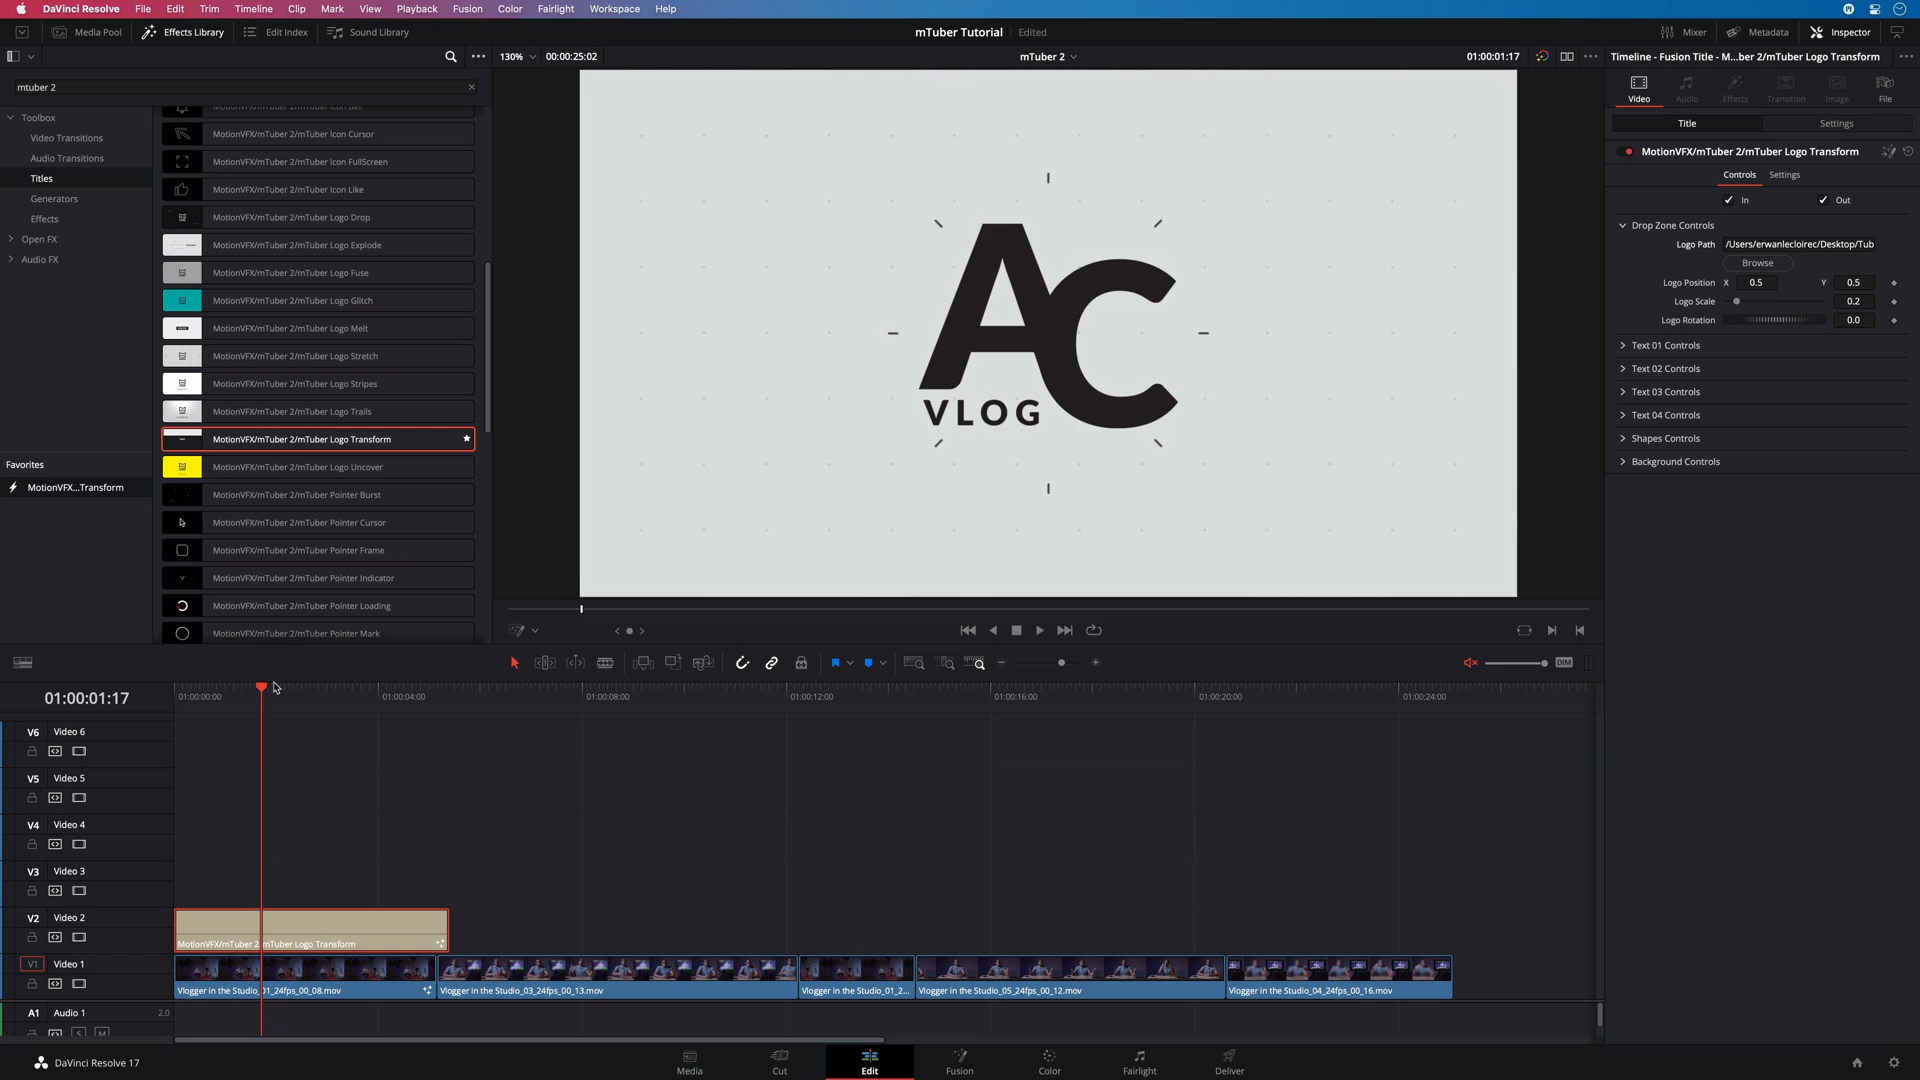 DaVinci Resolve File Edit Trim Timeline Clip Mark View Playback Fusion Color Fairlight Workspace Help
Media Pool Effects Library Edit Index Sound Library mTuber Tutorial Edited Mixer Metadata Inspector
130% 00:00:25:02 mTuber 2 01:00:01:17 Timeline - Fusion Title - M...ber 2/mTuber Logo Transform
mtuber 2
Toolbox
Video Transitions
Audio Transitions
Titles
Generators
Effects
Open FX
Audio FX
Favorites
MotionVFX...Transform
MotionVFX/mTuber 2/mTuber Icon Bell
MotionVFX/mTuber 2/mTuber Icon Cursor
MotionVFX/mTuber 2/mTuber Icon FullScreen
MotionVFX/mTuber 2/mTuber Icon Like
MotionVFX/mTuber 2/mTuber Logo Drop
MotionVFX/mTuber 2/mTuber Logo Explode
MotionVFX/mTuber 2/mTuber Logo Fuse
MotionVFX/mTuber 2/mTuber Logo Glitch
MotionVFX/mTuber 2/mTuber Logo Melt
MotionVFX/mTuber 2/mTuber Logo Stretch
MotionVFX/mTuber 2/mTuber Logo Stripes
MotionVFX/mTuber 2/mTuber Logo Trails
MotionVFX/mTuber 2/mTuber Logo Transform
MotionVFX/mTuber 2/mTuber Logo Uncover
MotionVFX/mTuber 2/mTuber Pointer Burst
MotionVFX/mTuber 2/mTuber Pointer Cursor
MotionVFX/mTuber 2/mTuber Pointer Frame
MotionVFX/mTuber 2/mTuber Pointer Indicator
MotionVFX/mTuber 2/mTuber Pointer Loading
MotionVFX/mTuber 2/mTuber Pointer Mark
AC
VLOG
Video Audio Effects Transition Image File
Title Settings
MotionVFX/mTuber 2/mTuber Logo Transform
Controls Settings
In Out
Drop Zone Controls
Logo Path /Users/erwanlecloirec/Desktop/Tub
Browse
Logo Position X 0.5 Y 0.5
Logo Scale 0.2
Logo Rotation 0.0
Text 01 Controls
Text 02 Controls
Text 03 Controls
Text 04 Controls
Shapes Controls
Background Controls
DIM
01:00:01:17
01:00:00:00 01:00:04:00 01:00:08:00 01:00:12:00 01:00:16:00 01:00:20:00 01:00:24:00
V6 Video 6
V5 Video 5
V4 Video 4
V3 Video 3
V2 Video 2
MotionVFX/mTuber 2/mTuber Logo Transform
V1 Video 1
Vlogger in the Studio_01_24fps_00_08.mov Vlogger in the Studio_03_24fps_00_13.mov Vlogger in the Studio_01_2... Vlogger in the Studio_05_24fps_00_12.mov Vlogger in the Studio_04_24fps_00_16.mov
A1 Audio 1 2.0
S M
DaVinci Resolve 17
Media Cut Edit Fusion Color Fairlight Deliver